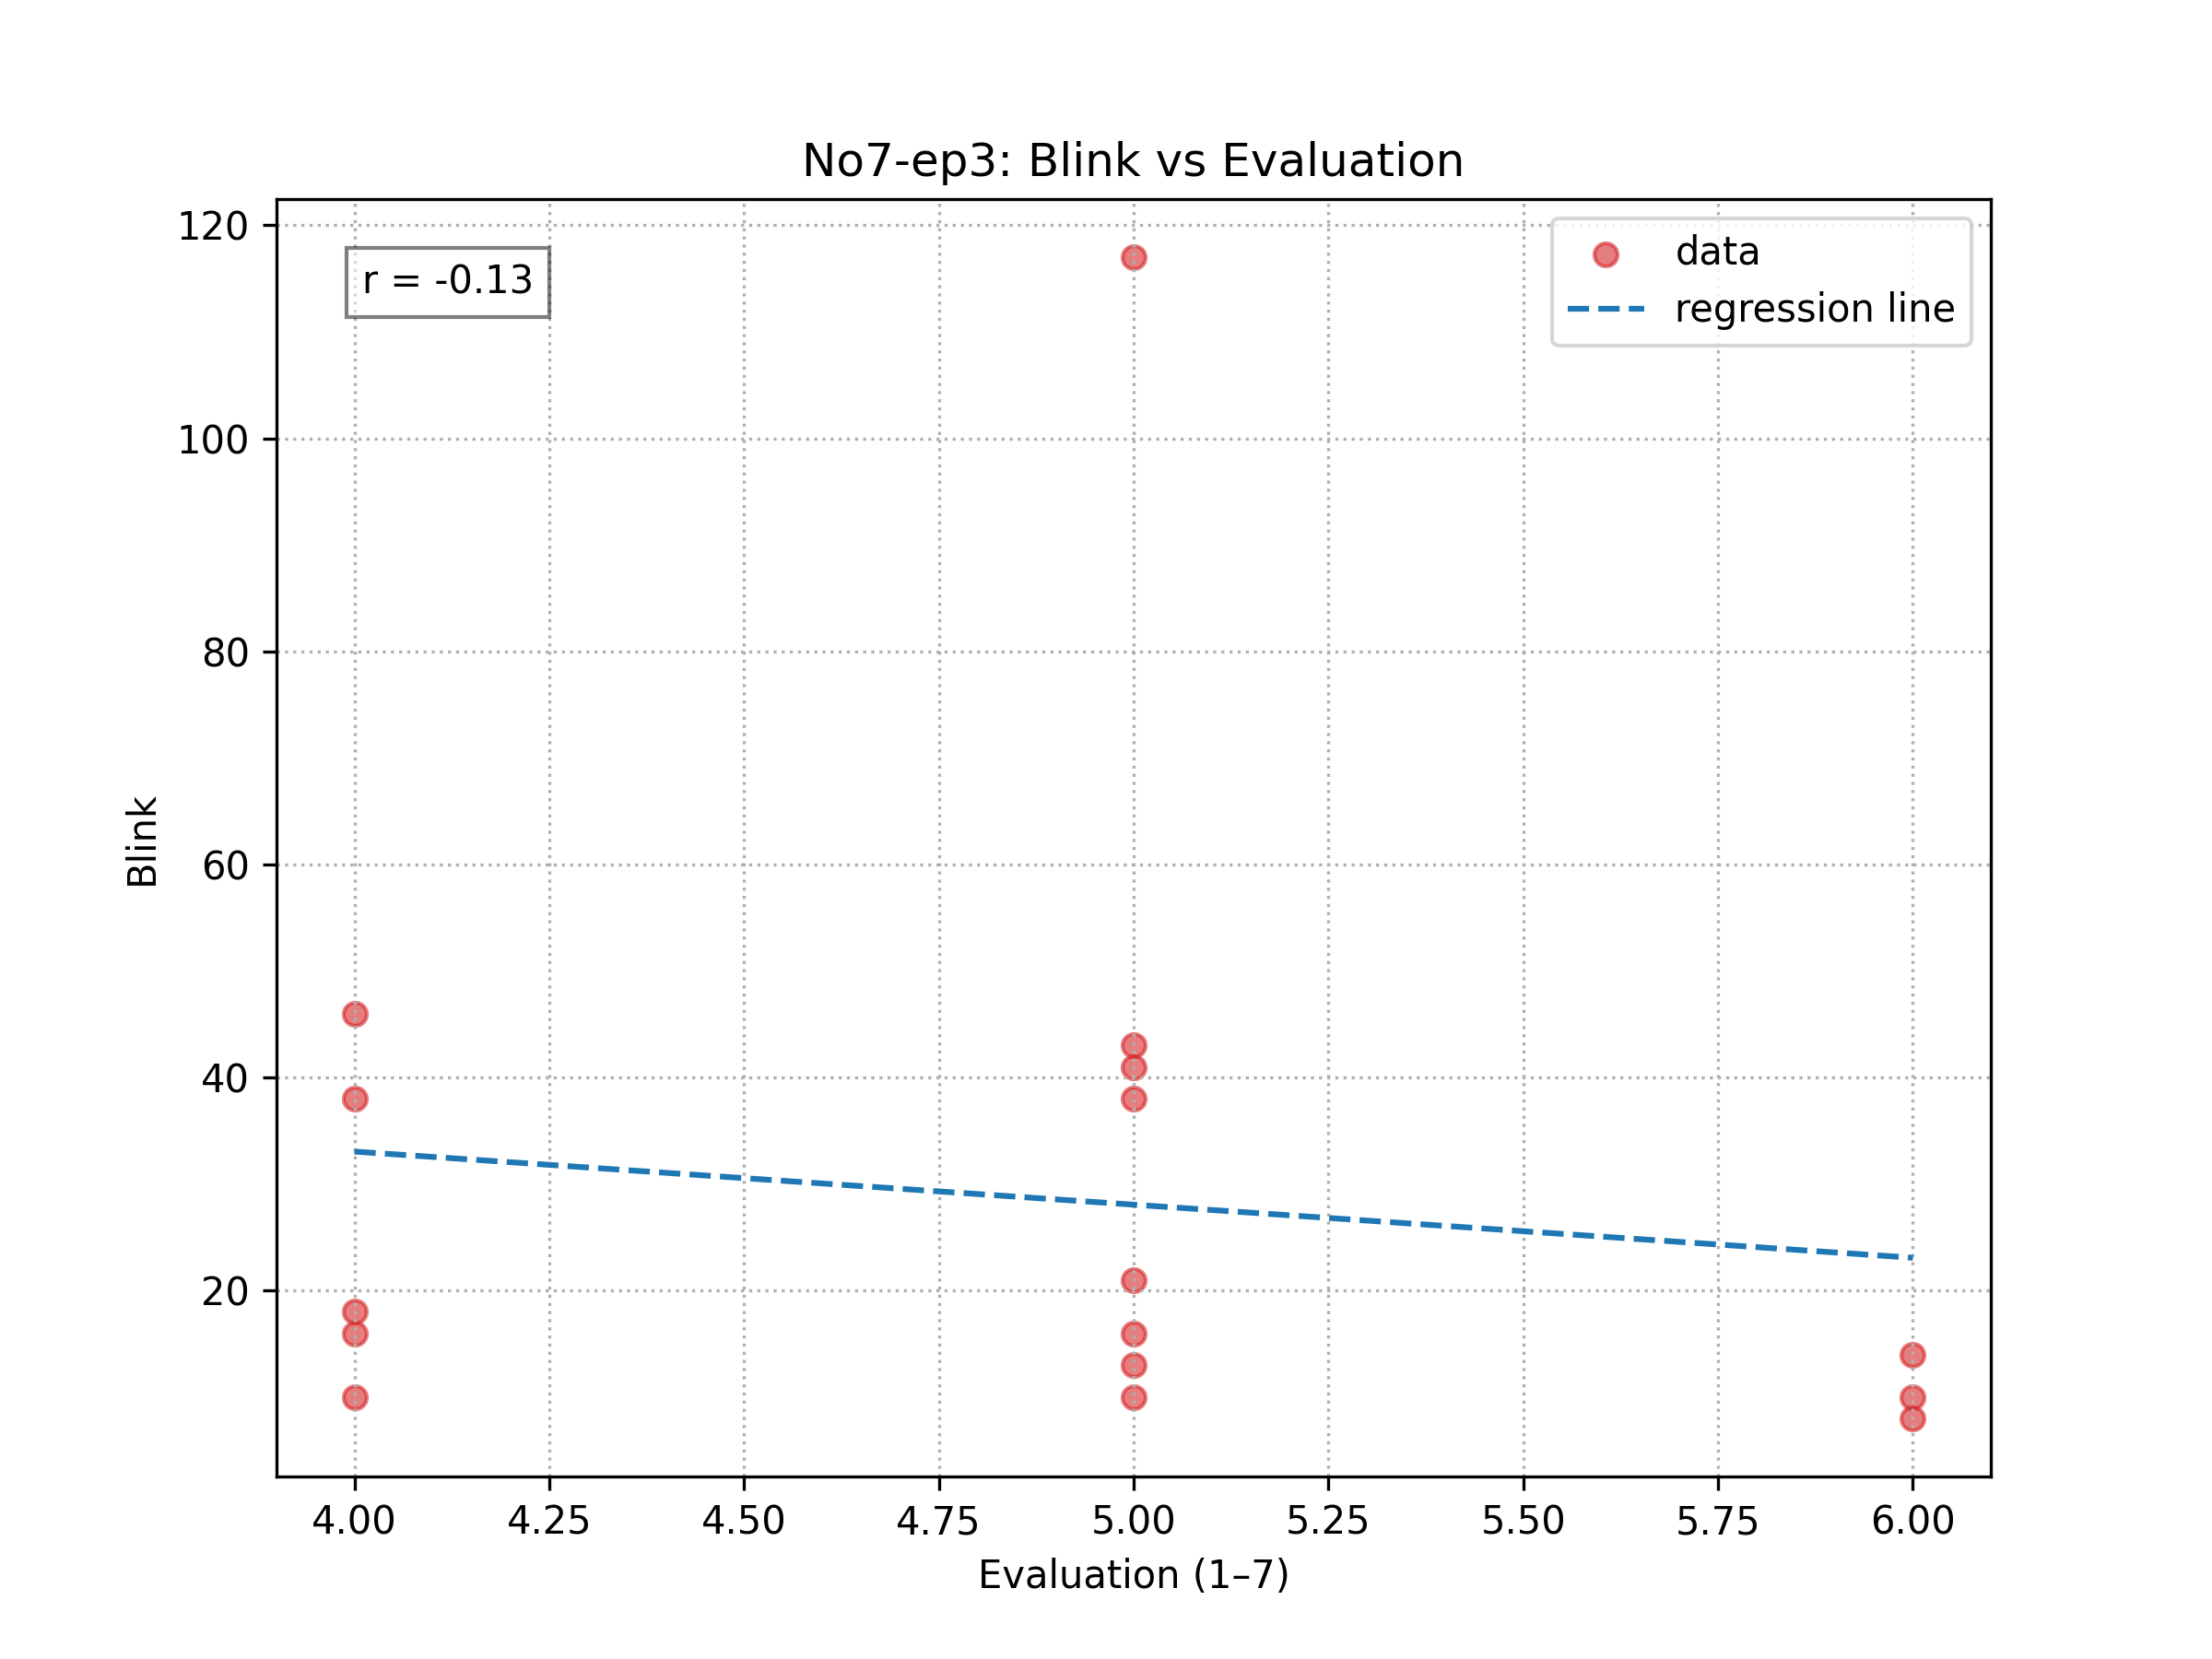 No7-ep3: Blink vs Evaluation
r = -0.13
data
regression line
120
100
80
60
40
20
Blink
4.00 4.25 4.50 4.75 5.00 5.25 5.50 5.75 6.00
Evaluation (1–7)